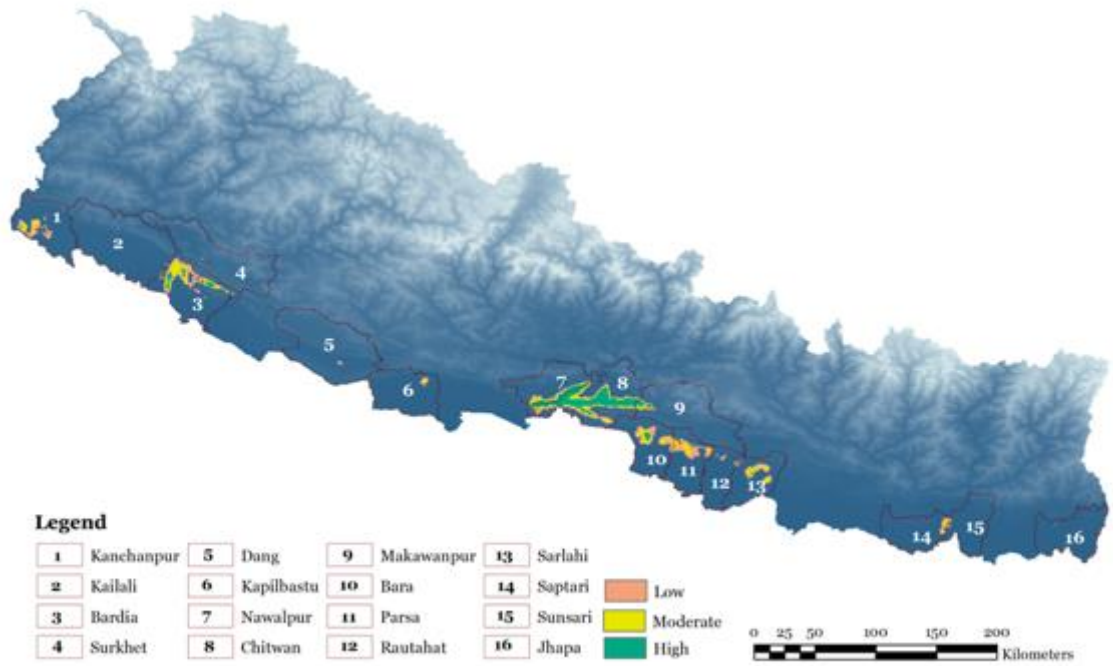 1
2
4
3
5
6
7
8
9
10
11
12
13
14
15
16
Legend
1 Kanchanpur 5 Dang 9 Makawanpur 13 Sarlahi
2 Kailali 6 Kapilbastu 10 Bara 14 Saptari Low
3 Bardia 7 Nawalpur 11 Parsa 15 Sunsari Moderate
4 Surkhet 8 Chitwan 12 Rautahat 16 Jhapa High
0 25 50 100 150 200
Kilometers